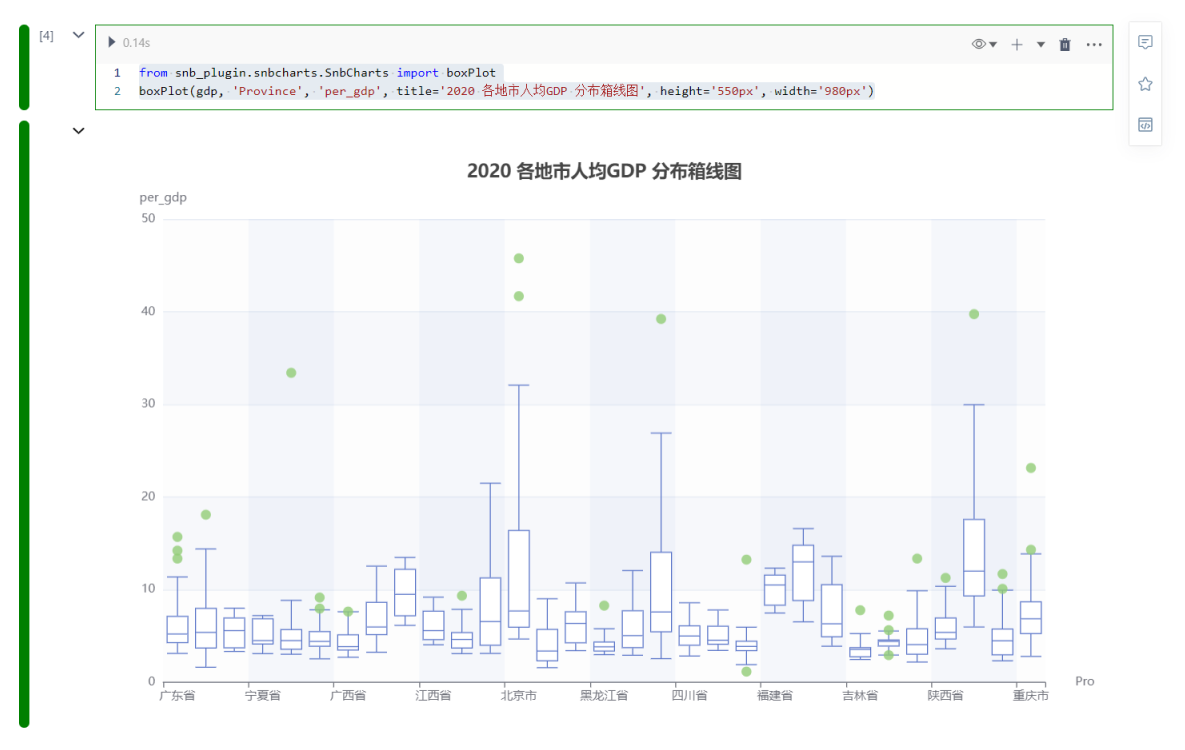 [4]
0.14s
1 from snb_plugin.snbcharts.SnbCharts import boxPlot
2 boxPlot(gdp, 'Province', 'per_gdp', title='2020 各地市人均GDP 分布箱线图', height='550px', width='980px')
2020 各地市人均GDP 分布箱线图
per_gdp
50
40
30
20
10
0
广东省 宁夏省 广西省 江西省 北京市 黑龙江省 四川省 福建省 吉林省 陕西省 重庆市
Pro